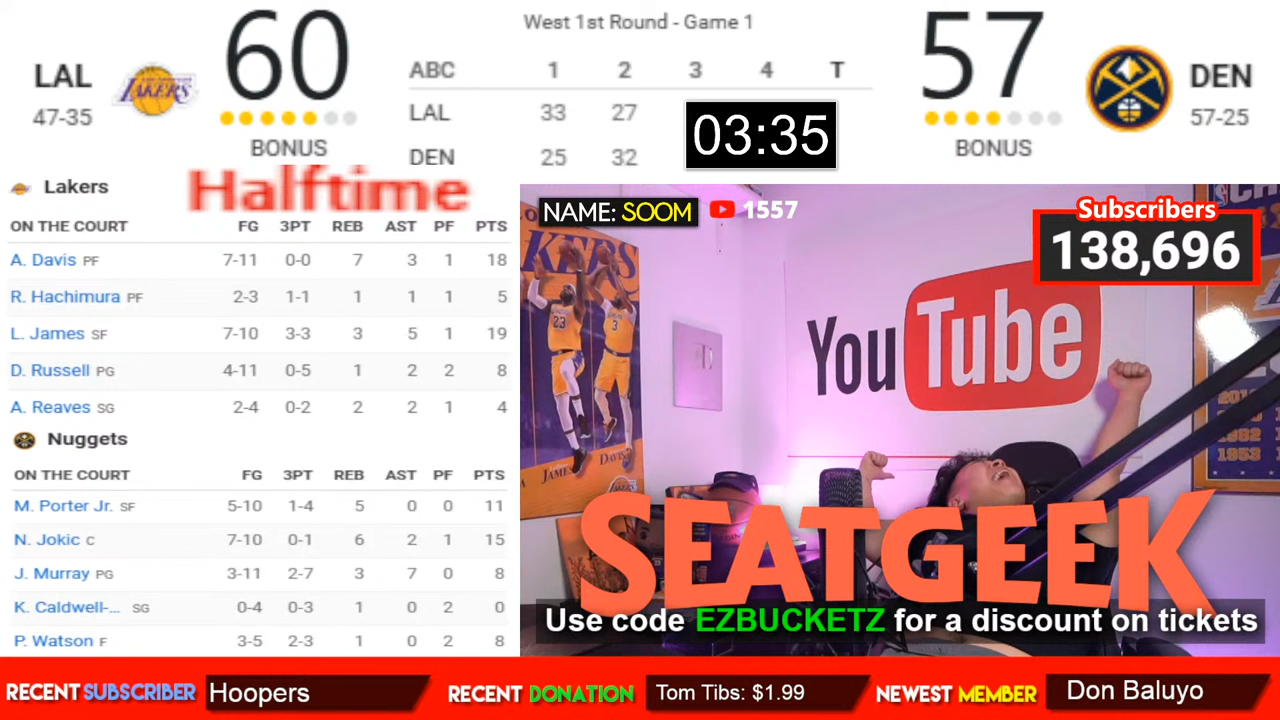 West 1st Round - Game 1
LAL
47-35
LAKERS
60
BONUS
ABC 1 2 3 4 T
LAL 33 27
DEN 25 32
03:35
57
BONUS
DEN
57-25
Halftime
Lakers
ON THE COURT FG 3PT REB AST PF PTS
A. Davis PF 7-11 0-0 7 3 1 18
R. Hachimura PF 2-3 1-1 1 1 1 5
L. James SF 7-10 3-3 3 5 1 19
D. Russell PG 4-11 0-5 1 2 2 8
A. Reaves SG 2-4 0-2 2 2 1 4
Nuggets
ON THE COURT FG 3PT REB AST PF PTS
M. Porter Jr. SF 5-10 1-4 5 0 0 11
N. Jokic C 7-10 0-1 6 2 1 15
J. Murray PG 3-11 2-7 3 7 0 8
K. Caldwell-... SG 0-4 0-3 1 0 2 0
P. Watson F 3-5 2-3 1 0 2 8
NAME: SOOM
1557
Subscribers
138,696
KERS
23
3
JAMES
DAVIS
LAKERS
YouTube
SEATGEEK
Use code EZBUCKETZ for a discount on tickets
RECENT SUBSCRIBER Hoopers
RECENT DONATION Tom Tibs: $1.99
NEWEST MEMBER Don Baluyo